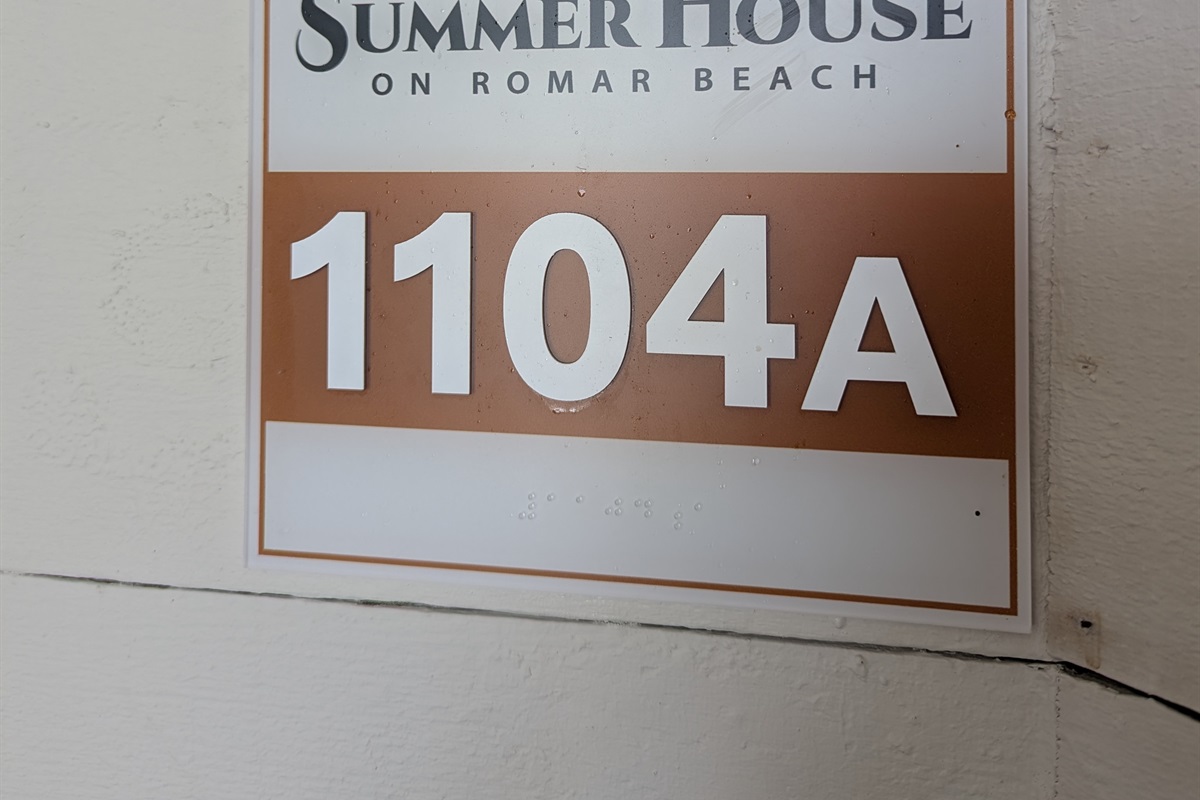 SUMMER HOUSE
ON ROMAR BEACH
1104A